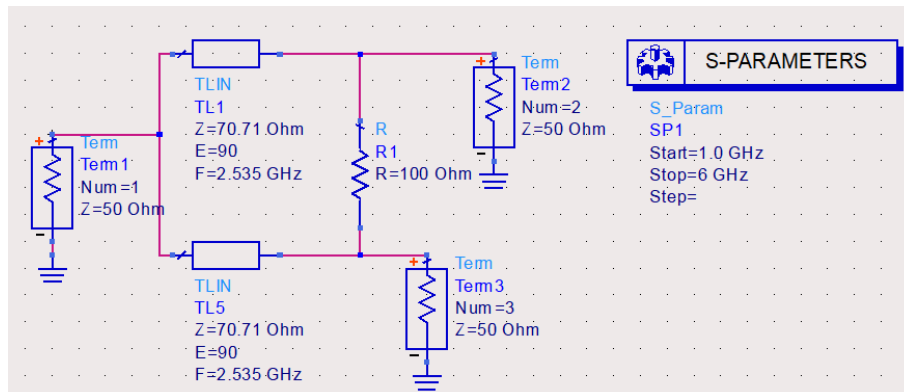 Term
Term1
Num=1
Z=50 Ohm
TLIN
TL1
Z=70.71 Ohm
E=90
F=2.535 GHz
R
R1
R=100 Ohm
Term
Term2
Num=2
Z=50 Ohm
S-PARAMETERS
S_Param
SP1
Start=1.0 GHz
Stop=6 GHz
Step=
TLIN
TL5
Z=70.71 Ohm
E=90
F=2.535 GHz
Term
Term3
Num=3
Z=50 Ohm